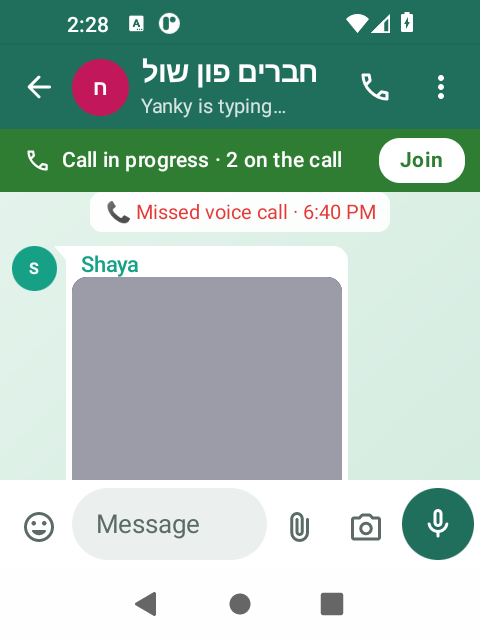 2:28
חברים פון שול
Yanky is typing...
Call in progress · 2 on the call
Join
Missed voice call · 6:40 PM
S
Shaya
Message
ח